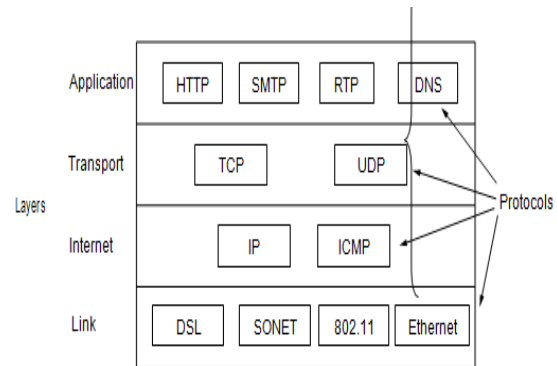 Application HTTP SMTP RTP DNS
Transport TCP UDP
Layers Protocols
Internet IP ICMP
Link DSL SONET 802.11 Ethernet